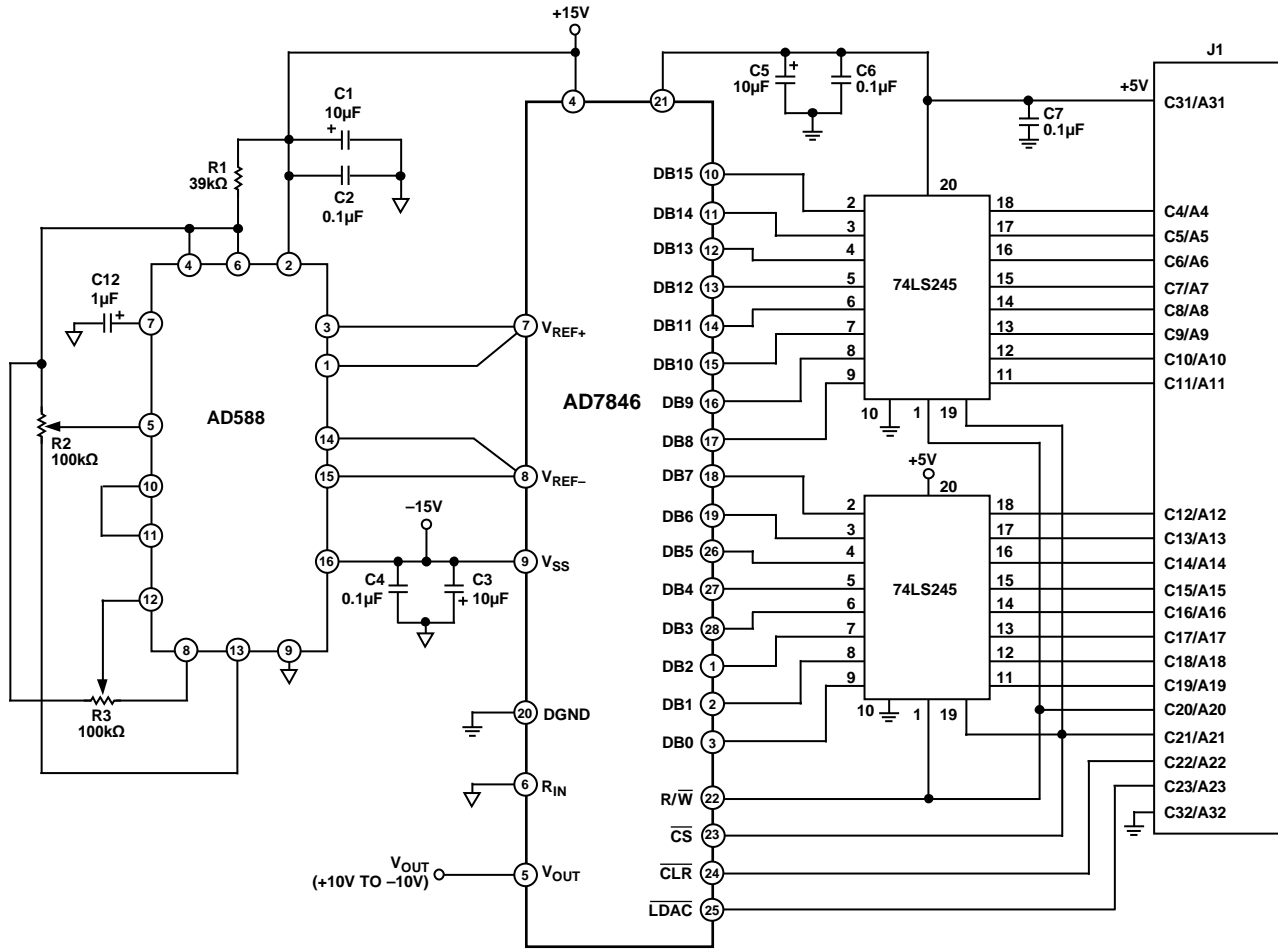 +15V
J1
C1
10µF
+
C2
0.1µF
R1
39kΩ
4
21
C5
10µF
+
C6
0.1µF
+5V
C31/A31
C7
0.1µF
4
6
2
C12
1µF
+
7
3
1
AD588
5
R2
100kΩ
14
15
10
11
16
12
8
13
9
R3
100kΩ
7
VREF+
8
VREF–
–15V
9
VSS
C4
0.1µF
C3
+ 10µF
20
DGND
6
RIN
VOUT
(+10V TO –10V)
5
VOUT
AD7846
DB15
10
DB14
11
DB13
12
DB12
13
DB11
14
DB10
15
DB9
16
DB8
17
DB7
18
DB6
19
DB5
26
DB4
27
DB3
28
DB2
1
DB1
2
DB0
3
R/W
22
CS
23
CLR
24
LDAC
25
20
2
3
4
5
6
7
8
9
74LS245
18
17
16
15
14
13
12
11
10
1
19
+5V
20
2
3
4
5
6
7
8
9
74LS245
18
17
16
15
14
13
12
11
10
1
19
C4/A4
C5/A5
C6/A6
C7/A7
C8/A8
C9/A9
C10/A10
C11/A11
C12/A12
C13/A13
C14/A14
C15/A15
C16/A16
C17/A17
C18/A18
C19/A19
C20/A20
C21/A21
C22/A22
C23/A23
C32/A32